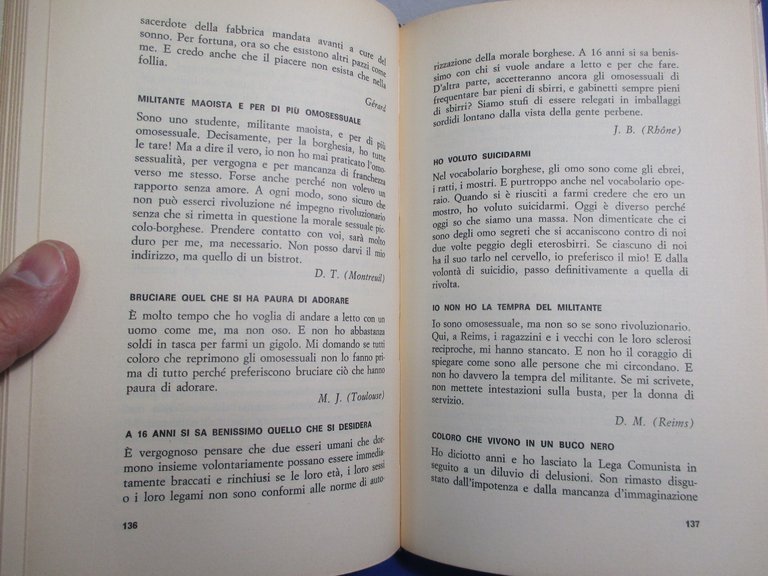 sacerdote della fabbrica mandata avanti a cure del
sonno. Per fortuna, ora so che esistono altri pazzi come
me. E credo anche che il piacere non esista che nella
follia.
Gérard
MILITANTE MAOISTA E PER DI PIÙ OMOSESSUALE
Sono uno studente, militante maoista, e per di più
omosessuale. Decisamente, per la borghesia, ho tutte
le tare! Ma a dire il vero, io non ho mai praticato l'omo-
sessualità, per vergogna e per mancanza di franchezza
verso me stesso. Forse anche perché non volevo un
rapporto senza amore. A ogni modo, sono sicuro che
non può esserci rivoluzione né impegno rivoluzionario
senza che si rimetta in questione la morale sessuale pic-
colo-borghese. Prendere contatto con voi, sarà molto
duro per me, ma necessario. Non posso darvi il mio
indirizzo, ma quello di un bistrot.
D. T. (Montreuil)
BRUCIARE QUEL CHE SI HA PAURA DI ADORARE
È molto tempo che ho voglia di andare a letto con un
uomo come me, ma non oso. E non ho abbastanza
soldi in tasca per farmi un gigolo. Mi domando se tutti
coloro che reprimono gli omosessuali non lo fanno pri-
ma di tutto perché preferiscono bruciare ciò che hanno
paura di adorare.
M. J. (Toulouse)
A 16 ANNI SI SA BENISSIMO QUELLO CHE SI DESIDERA
È vergognoso pensare che due esseri umani che dor-
mono insieme volontariamente possano essere immedia-
tamente braccati e rinchiusi se le loro età, i loro sessi
o i loro legami non sono conformi alle norme di auto-
136
rizzazione della morale borghese. A 16 anni si sa benis-
simo con chi si vuole andare a letto e per che fare.
D'altra parte, accetteranno ancora gli omosessuali di
frequentare bar pieni di sbirri, e gabinetti sempre pieni
di sbirri? Siamo stufi di essere relegati in imballaggi
sordidi lontano dalla vista della gente perbene.
J. B. (Rhône)
HO VOLUTO SUICIDARMI
Nel vocabolario borghese, gli omo sono come gli ebrei,
i ratti, i mostri. E purtroppo anche nel vocabolario ope-
raio. Quando si è riusciti a farmi credere che ero un
mostro, ho voluto suicidarmi. Oggi è diverso perché
oggi so che siamo una massa. Non dimenticate che ci
sono degli omo segreti che si accaniscono contro di noi
due volte peggio degli eterosbirri. Se ciascuno di noi
ha il suo tarlo nel cervello, io preferisco il mio! E dalla
volontà di suicidio, passo definitivamente a quella di
rivolta.
IO NON HO LA TEMPRA DEL MILITANTE
Io sono omosessuale, ma non so se sono rivoluzionario.
Qui, a Reims, i ragazzini e i vecchi con le loro sclerosi
reciproche, mi hanno stancato. E non ho il coraggio di
spiegare come sono alle persone che mi circondano. E
non ho davvero la tempra del militante. Se mi scrivete,
non mettete intestazioni sulla busta, per la donna di
servizio.
D. M. (Reims)
COLORO CHE VIVONO IN UN BUCO NERO
Ho diciotto anni e ho lasciato la Lega Comunista in
seguito a un diluvio di delusioni. Son rimasto disgu-
stato dall'impotenza e dalla mancanza d'immaginazione
137